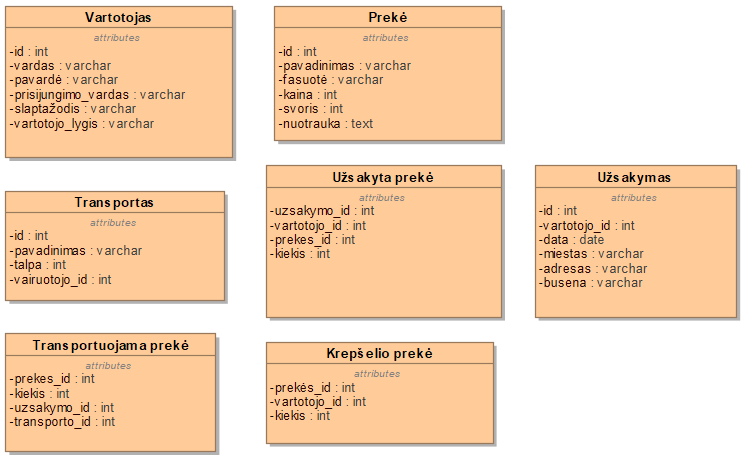 Vartotojas
attributes
-id : int
-vardas : varchar
-pavardė : varchar
-prisijungimo_vardas : varchar
-slaptažodis : varchar
-vartotojo_lygis : varchar
Prekė
attributes
-id : int
-pavadinimas : varchar
-fasuotė : varchar
-kaina : int
-svoris : int
-nuotrauka : text
Transportas
attributes
-id : int
-pavadinimas : varchar
-talpa : int
-vairuotojo_id : int
Užsakyta prekė
attributes
-uzsakymo_id : int
-vartotojo_id : int
-prekes_id : int
-kiekis : int
Užsakymas
attributes
-id : int
-vartotojo_id : int
-data : date
-miestas : varchar
-adresas : varchar
-busena : varchar
Transportuojama prekė
attributes
-prekes_id : int
-kiekis : int
-uzsakymo_id : int
-transporto_id : int
Krepšelio prekė
attributes
-prekės_id : int
-vartotojo_id : int
-kiekis : int